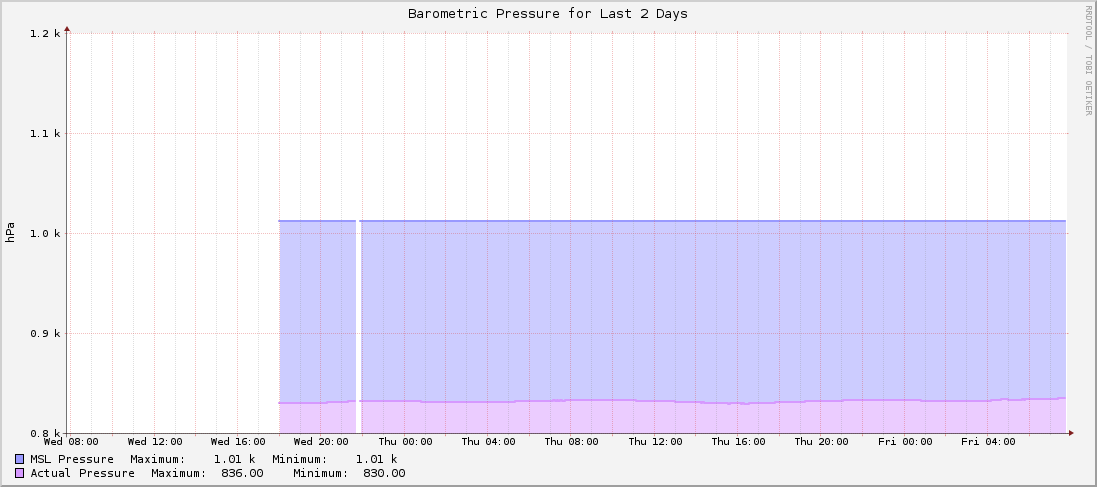 Barometric Pressure for Last 2 Days
RRDTOOL / TOBI OETIKER
hPa
1.2 k
1.1 k
1.0 k
0.9 k
0.8 k
Wed 08:00 Wed 12:00 Wed 16:00 Wed 20:00 Thu 00:00 Thu 04:00 Thu 08:00 Thu 12:00 Thu 16:00 Thu 20:00 Fri 00:00 Fri 04:00
MSL Pressure Maximum: 1.01 k Minimum: 1.01 k
Actual Pressure Maximum: 836.00 Minimum: 830.00